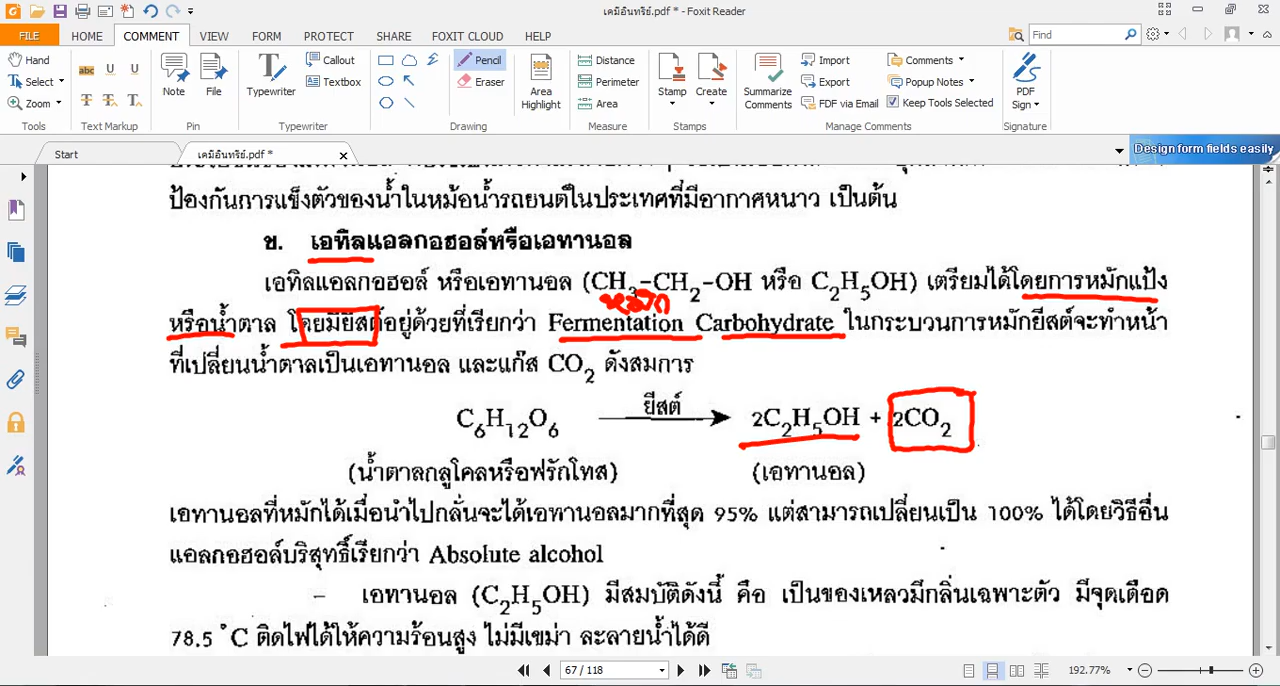 เคมีอินทรีย์.pdf * - Foxit Reader
FILE HOME COMMENT VIEW FORM PROTECT SHARE FOXIT CLOUD HELP Find
Hand Select Zoom Tools
abc U U T T T Text Markup
Note File Pin
Typewriter Callout Textbox Typewriter
Pencil Eraser Drawing
Area Highlight
Distance Perimeter Area Measure
Stamp Create Stamps
Summarize Comments Import Export FDF via Email Comments Popup Notes Keep Tools Selected Manage Comments
PDF Sign Signature
Start เคมีอินทรีย์.pdf * Design form fields easily
ป้องกันการแข็งตัวของน้ำในหม้อน้ำรถยนต์ในประเทศที่มีอากาศหนาว เป็นต้น
ข. เอทิลแอลกอฮอล์หรือเอทานอล
เอทิลแอลกอฮอล์ หรือเอทานอล (CH3-CH2-OH หรือ C2H5OH) เตรียมได้โดยการหมักแป้ง
หรือน้ำตาล โดยมียีสต์อยู่ด้วยที่เรียกว่า Fermentation Carbohydrate ในกระบวนการหมักยีสต์จะทำหน้า
ที่เปลี่ยนน้ำตาลเป็นเอทานอล และแก๊ส CO2 ดังสมการ
ยีสต์
C6H12O6 → 2C2H5OH + 2CO2
(น้ำตาลกลูโคลหรือฟรักโทส) (เอทานอล)
เอทานอลที่หมักได้เมื่อนำไปกลั่นจะได้เอทานอลมากที่สุด 95% แต่สามารถเปลี่ยนเป็น 100% ได้โดยวิธีอื่น
แอลกอฮอล์บริสุทธิ์เรียกว่า Absolute alcohol
– เอทานอล (C2H5OH) มีสมบัติดังนี้ คือ เป็นของเหลวมีกลิ่นเฉพาะตัว มีจุดเดือด
78.5 °C ติดไฟได้ให้ความร้อนสูง ไม่มีเขม่า ละลายน้ำได้ดี
67 / 118 192.77%